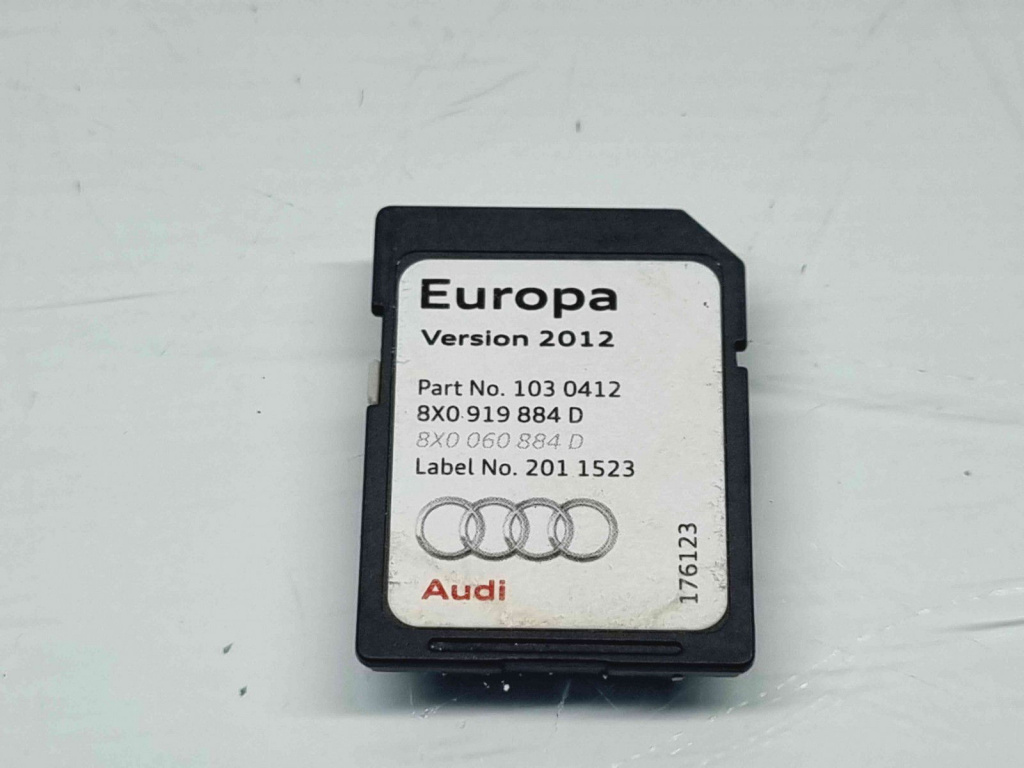 Europa
Version 2012
Part No. 103 0412
8X0 919 884 D
8X0 060 884 D
Label No. 201 1523
Audi
176123